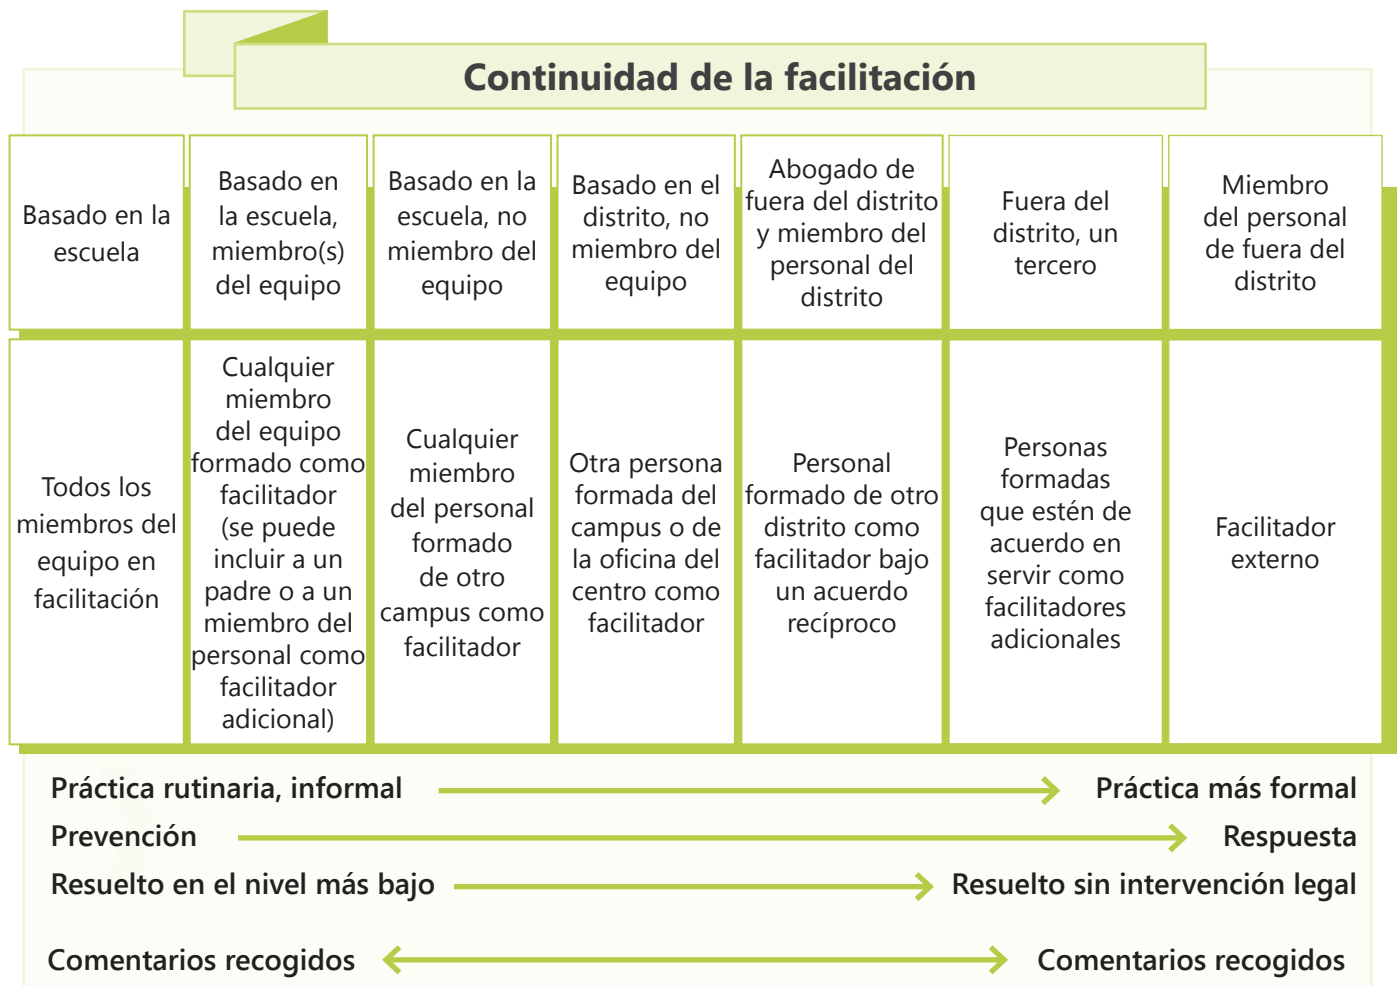 Continuidad de la facilitación
Basado en la
escuela
Basado en
la escuela,
miembro(s)
del equipo
Basado en la
escuela, no
miembro del
equipo
Basado en el
distrito, no
miembro del
equipo
Abogado de
fuera del distrito
y miembro del
personal del
distrito
Fuera del
distrito, un
tercero
Miembro
del personal
de fuera del
distrito
Todos los
miembros del
equipo en
facilitación
Cualquier
miembro
del equipo
formado como
facilitador
(se puede
incluir a un
padre o a un
miembro del
personal como
facilitador
adicional)
Cualquier
miembro
del personal
formado
de otro
campus como
facilitador
Otra persona
formada del
campus o de
la oficina del
centro como
facilitador
Personal
formado de otro
distrito como
facilitador bajo
un acuerdo
recíproco
Personas
formadas
que estén de
acuerdo en
servir como
facilitadores
adicionales
Facilitador
externo
Práctica rutinaria, informal
Práctica más formal
Prevención
Respuesta
Resuelto en el nivel más bajo
Resuelto sin intervención legal
Comentarios recogidos
Comentarios recogidos